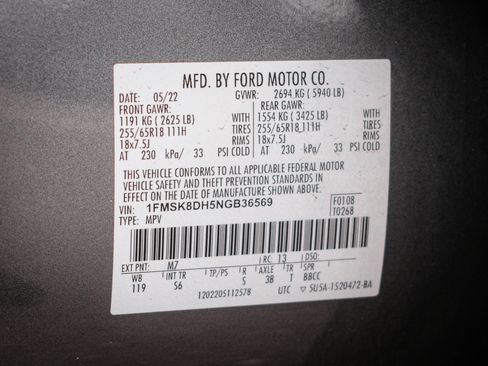 MFD. BY FORD MOTOR CO.
DATE: 05/22 GVWR: 2694 KG ( 5940 LB)
FRONT GAWR: REAR GAWR:
1191 KG ( 2625 LB) 1554 KG ( 3425 LB)
255/65R18 111H TIRES 255/65R18 111H TIRES
18x7.5J RIMS 18x7.5J RIMS
AT 230 kPa/ 33 PSI COLD AT 230 kPa/ 33 PSI COLD
THIS VEHICLE CONFORMS TO ALL APPLICABLE FEDERAL MOTOR
VEHICLE SAFETY AND THEFT PREVENTION STANDARDS IN
EFFECT ON THE DATE OF MANUFACTURE SHOWN ABOVE.
VIN: 1FMSK8DH5NGB36569 F0108
TYPE: MPV T0268
EXT PNT: M7 RC: 13 DSO:
WB INT TR TP/PS R AXLE TR SPR
119 S6 5 3B T BBCC
1202205112578 UTC 5U5A-1520472-BA